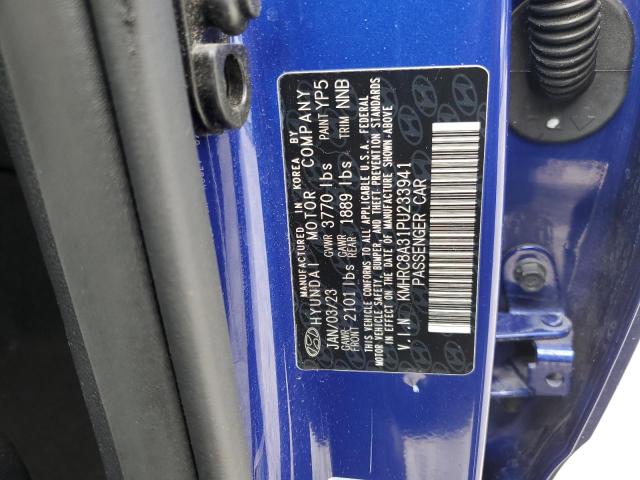 MANUFACTURED IN KOREA BY
HYUNDAI MOTOR COMPANY
JAN/03/23 GVWR 3770 lbs PAINT YP5
GAWR FRONT 2101 lbs GAWR REAR 1889 lbs TRIM NNB
THIS VEHICLE CONFORMS TO ALL APPLICABLE U.S.A. FEDERAL
MOTOR VEHICLE SAFETY AND THEFT PREVENTION STANDARDS
IN EFFECT ON THE DATE OF MANUFACTURE SHOWN ABOVE
V.I.N KMHRC8A31PU233941
PASSENGER CAR